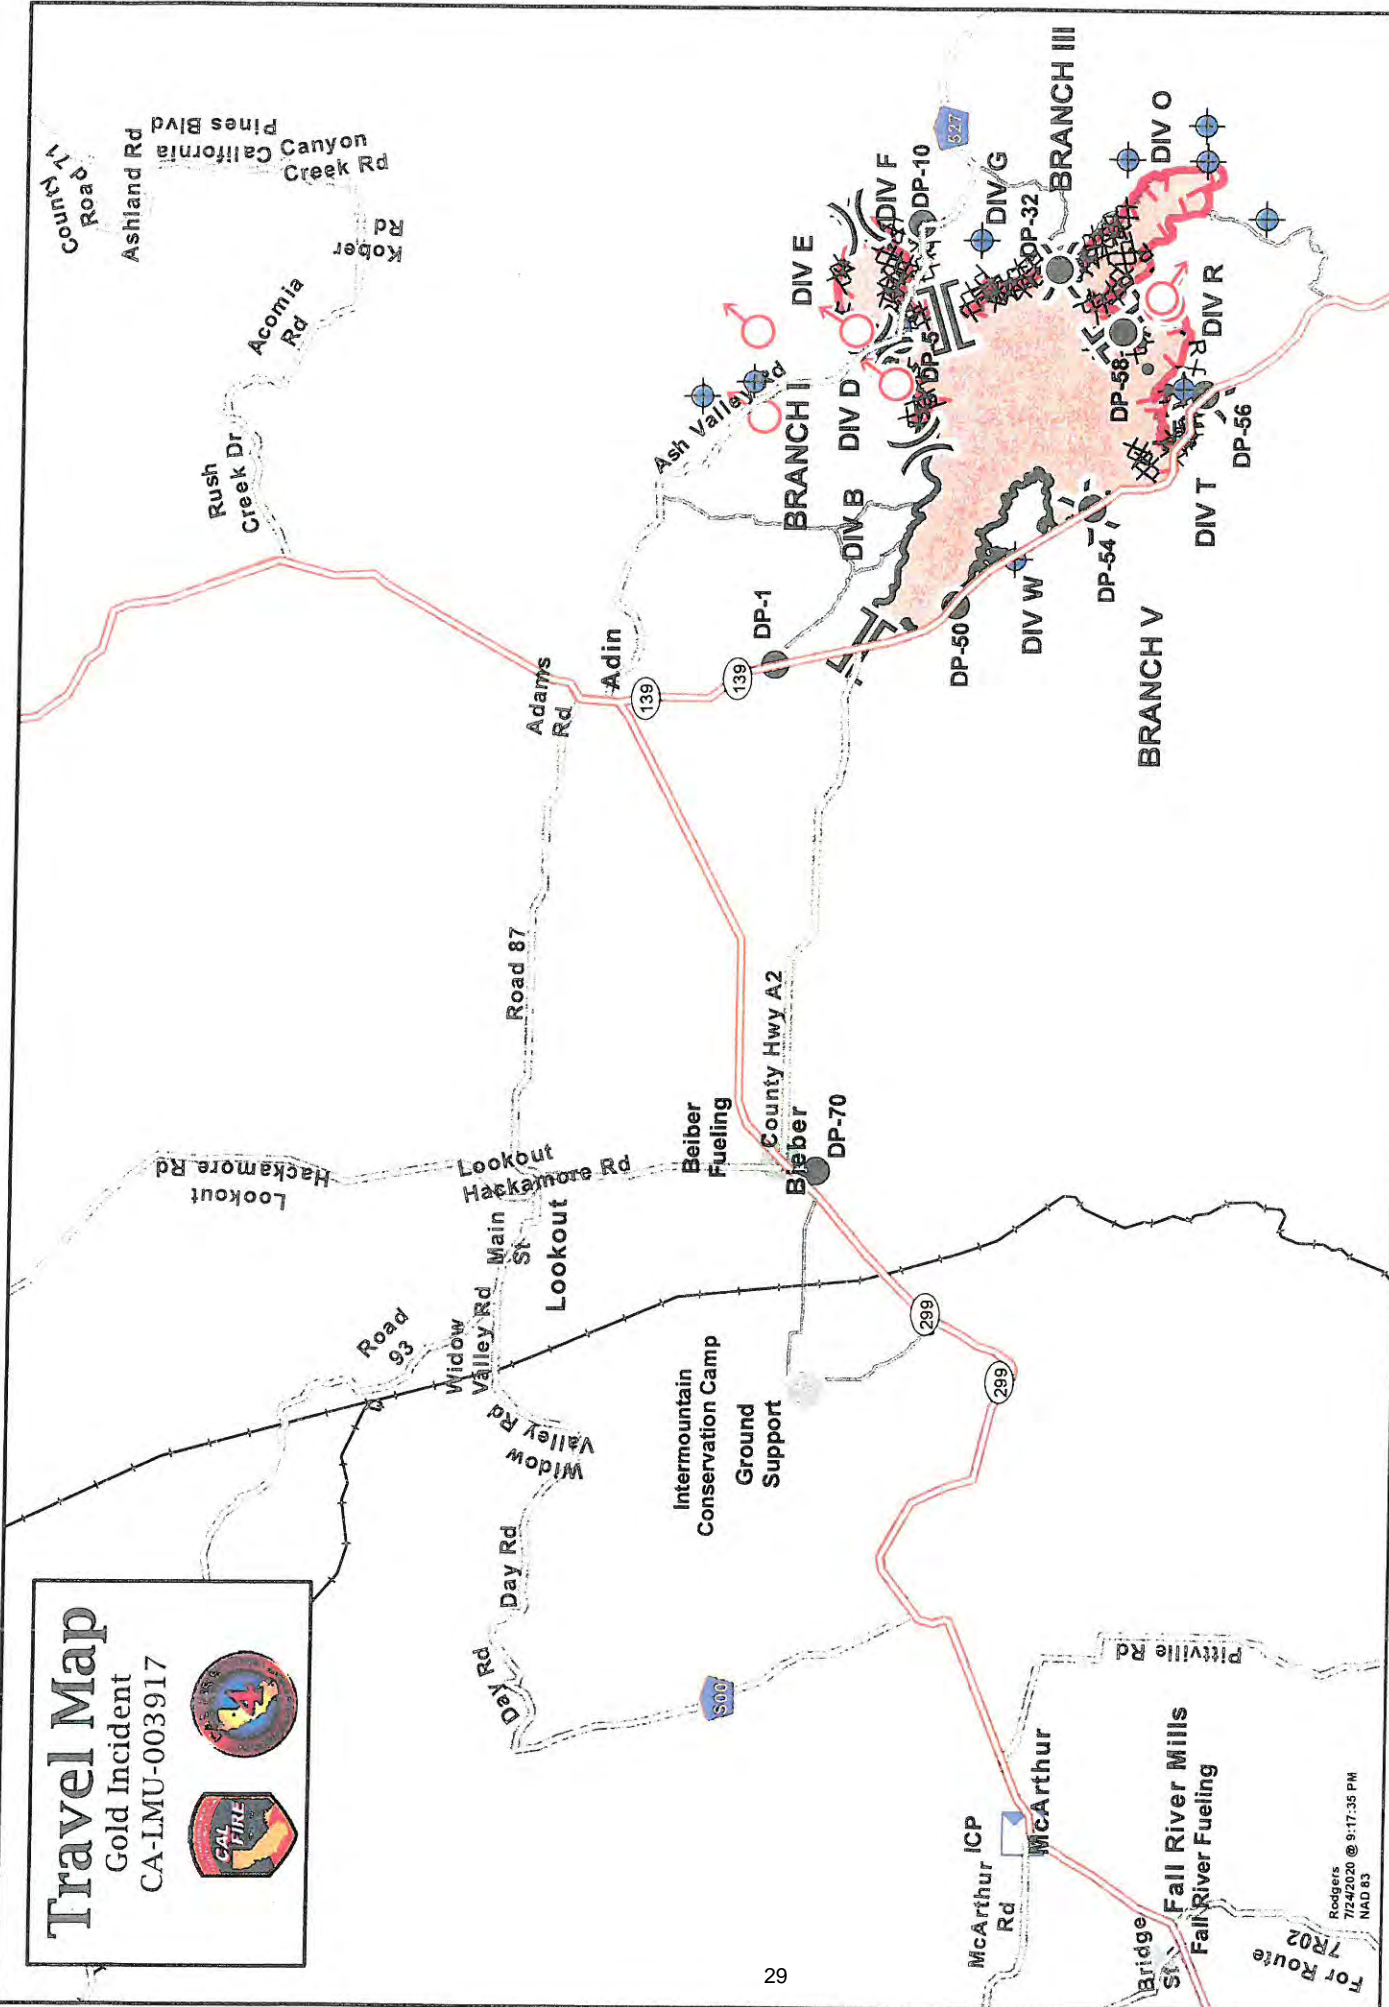 Travel Map
Gold Incident
CA-LMU-003917
CAL
FIRE
4
County 71
Road
Ashland Rd
California
Pines Blvd
Canyon
Creek Rd
Kober
Rd
Acomia
Rd
Rush
Creek Dr
Lookout
Hackamore Rd
Road
93
Widow
Valley Rd
Main
St
Lookout
Hackamore Rd
Lookout
Road 87
Adams
Rd
Adin
139
139
DP-1
Ash Valley Rd
BRANCH I
DIV B
DIV D
DIV E
DIV F
DP-10
DP-5
527
DIV G
DP-32
BRANCH III
DIV O
DIV R
DP-58
DP-56
DIV T
DP-54
DIV W
DP-50
BRANCH V
Widow
Valley Rd
Day Rd
Day Rd
Beiber
Fueling
County Hwy A2
Bieber
DP-70
Intermountain
Conservation Camp
Ground
Support
299
299
Pittville Rd
McArthur
ICP
McArthur
Rd
Fall River Mills
Fall River Fueling
Bridge
St
For Route
7R02
Rodgers
7/24/2020 @ 9:17:35 PM
NAD 83
29